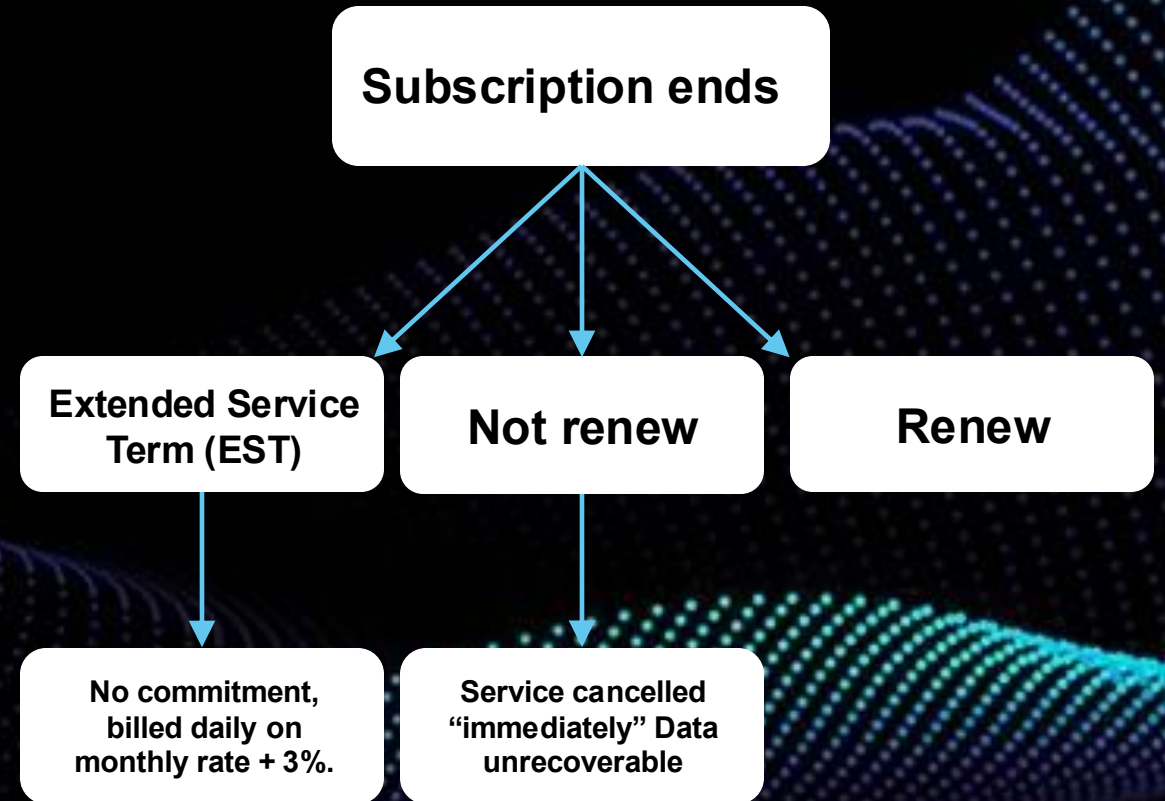 Subscription ends
Extended Service
Term (EST)
Not renew
Renew
No commitment,
billed daily on
monthly rate + 3%.
Service cancelled
“immediately” Data
unrecoverable